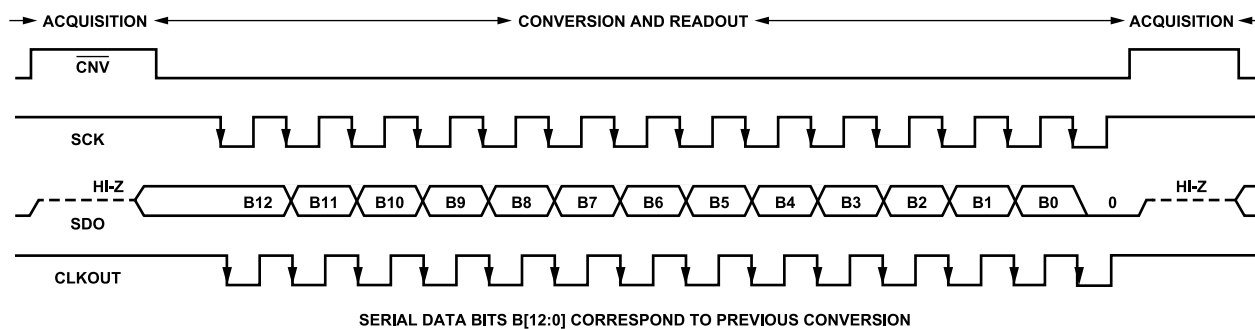 ACQUISITION CONVERSION AND READOUT ACQUISITION
CNV
SCK
HI-Z B12 B11 B10 B9 B8 B7 B6 B5 B4 B3 B2 B1 B0 0 HI-Z
SDO
CLKOUT
SERIAL DATA BITS B[12:0] CORRESPOND TO PREVIOUS CONVERSION